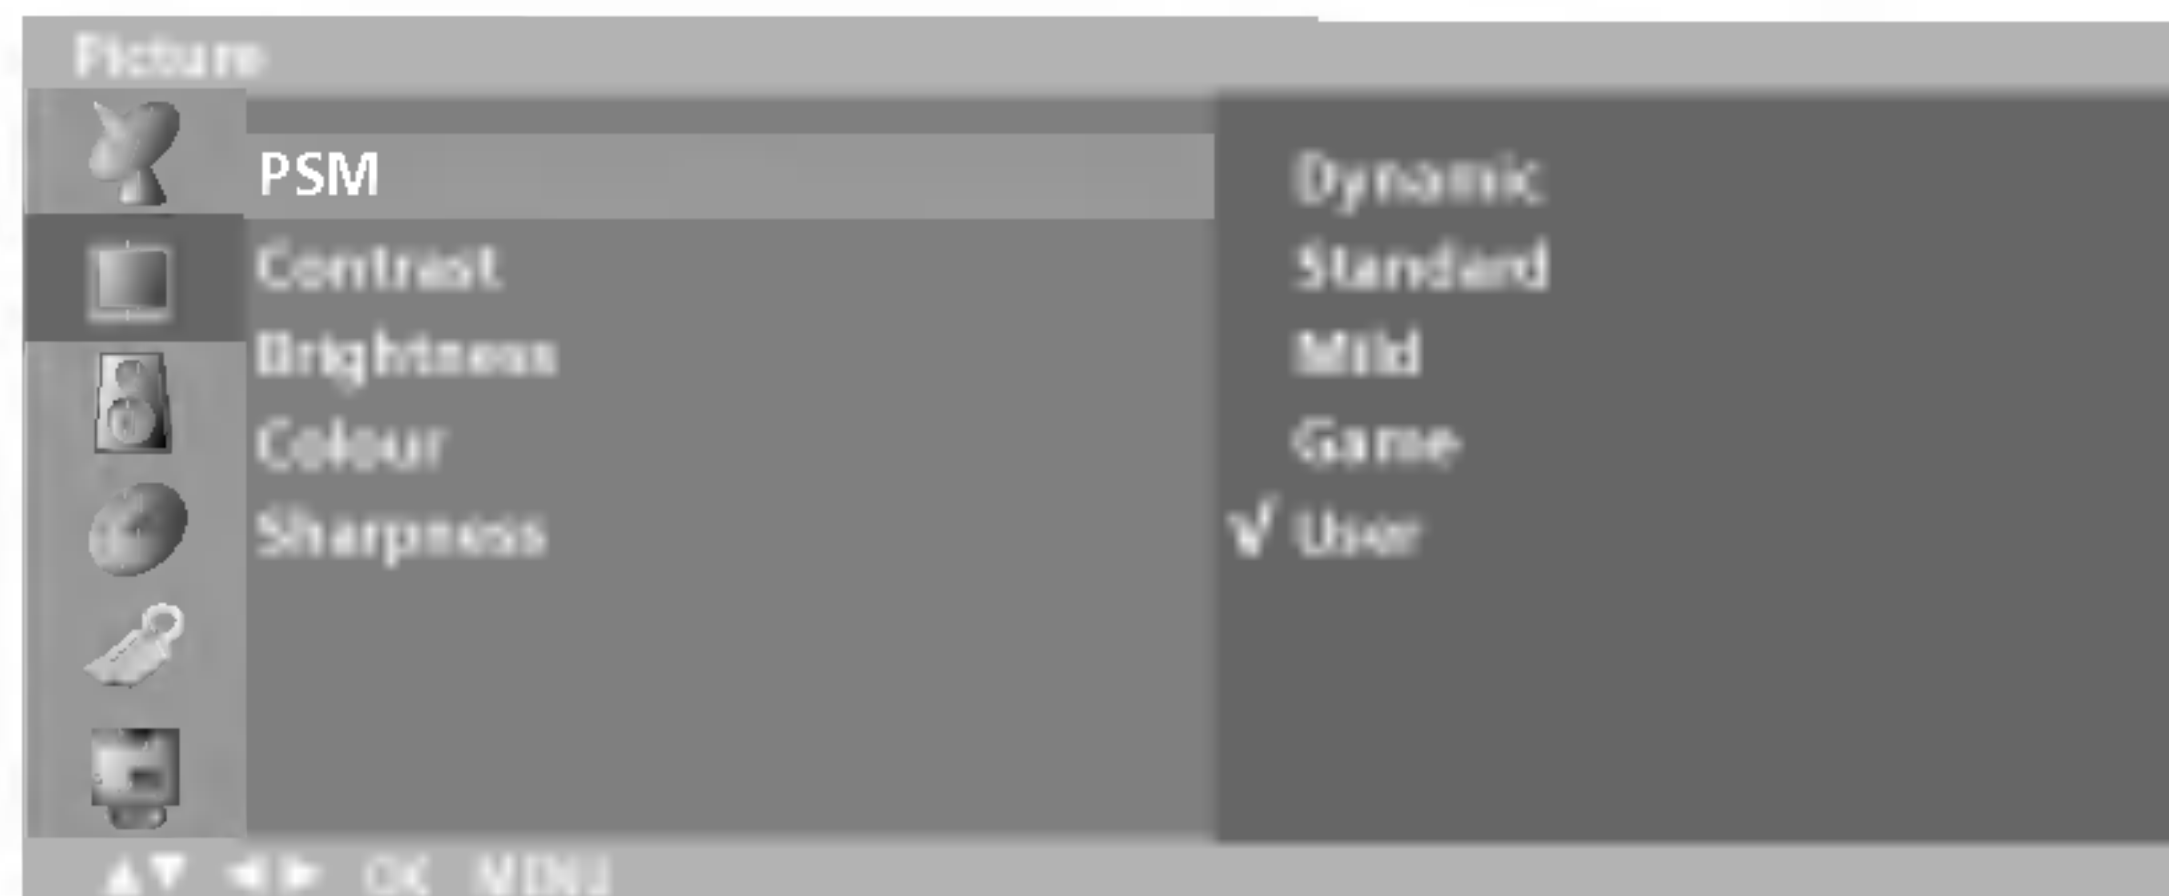 Picture
PSM
Contrast
Brightness
Colour
Sharpness
Dynamic
Standard
Mild
Game
√ User
▲▼ ◄► OK MENU